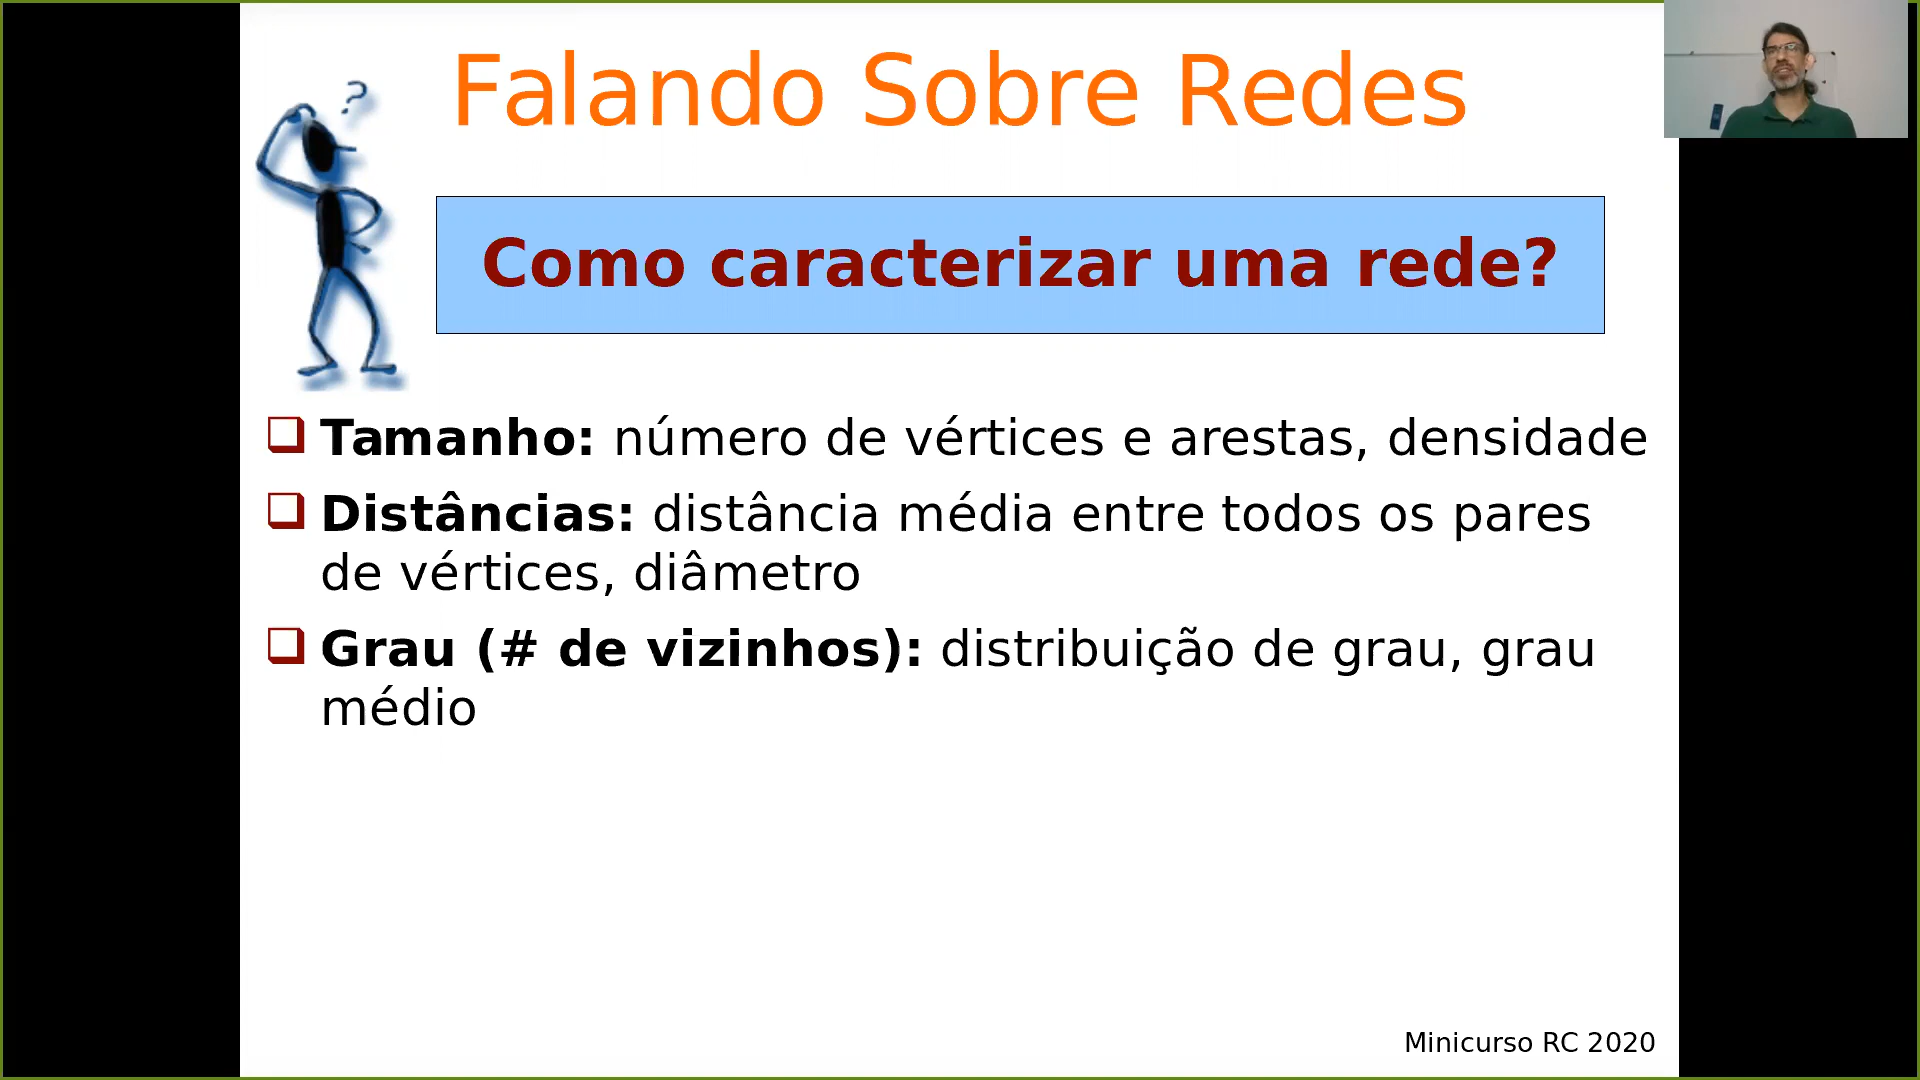 Falando Sobre Redes
?
Como caracterizar uma rede?
Tamanho: número de vértices e arestas, densidade
Distâncias: distância média entre todos os pares
de vértices, diâmetro
Grau (# de vizinhos): distribuição de grau, grau
médio
Minicurso RC 2020